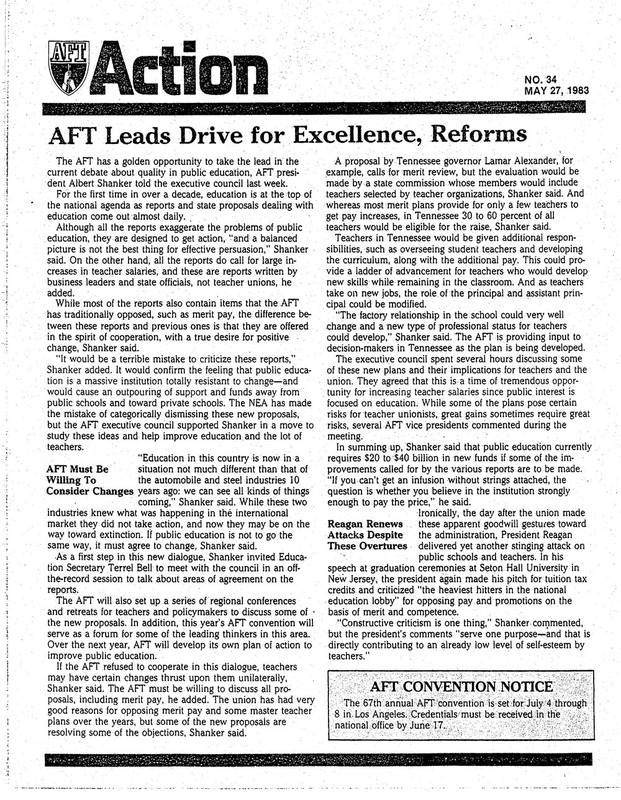 AFT
Action
NO. 34
MAY 27, 1983
AFT Leads Drive for Excellence, Reforms
The AFT has a golden opportunity to take the lead in the
current debate about quality in public education, AFT presi-
dent Albert Shanker told the executive council last week.
For the first time in over a decade, education is at the top of
the national agenda as reports and state proposals dealing with
education come out almost daily.
Although all the reports exaggerate the problems of public
education, they are designed to get action, "and a balanced
picture is not the best thing for effective persuasion," Shanker
said. On the other hand, all the reports do call for large in-
creases in teacher salaries, and these are reports written by
business leaders and state officials, not teacher unions, he
added.
While most of the reports also contain items that the AFT
has traditionally opposed, such as merit pay, the difference be-
tween these reports and previous ones is that they are offered
in the spirit of cooperation, with a true desire for positive
change, Shanker said.
"It would be a terrible mistake to criticize these reports,"
Shanker added. It would confirm the feeling that public educa-
tion is a massive institution totally resistant to change—and
would cause an outpouring of support and funds away from
public schools and toward private schools. The NEA has made
the mistake of categorically dismissing these new proposals,
but the AFT executive council supported Shanker in a move to
study these ideas and help improve education and the lot of
teachers.
AFT Must Be
Willing To
Consider Changes
"Education in this country is now in a
situation not much different than that of
the automobile and steel industries 10
years ago: we can see all kinds of things
coming," Shanker said. While these two
industries knew what was happening in the international
market they did not take action, and now they may be on the
way toward extinction. If public education is not to go the
same way, it must agree to change, Shanker said.
As a first step in this new dialogue, Shanker invited Educa-
tion Secretary Terrel Bell to meet with the council in an off-
the-record session to talk about areas of agreement on the
reports.
The AFT will also set up a series of regional conferences
and retreats for teachers and policymakers to discuss some of
the new proposals. In addition, this year's AFT convention will
serve as a forum for some of the leading thinkers in this area.
Over the next year, AFT will develop its own plan of action to
improve public education.
If the AFT refused to cooperate in this dialogue, teachers
may have certain changes thrust upon them unilaterally,
Shanker said. The AFT must be willing to discuss all pro-
posals, including merit pay, he added. The union has had very
good reasons for opposing merit pay and some master teacher
plans over the years, but some of the new proposals are
resolving some of the objections, Shanker said.
A proposal by Tennessee governor Lamar Alexander, for
example, calls for merit review, but the evaluation would be
made by a state commission whose members would include
teachers selected by teacher organizations, Shanker said. And
whereas most merit plans provide for only a few teachers to
get pay increases, in Tennessee 30 to 60 percent of all
teachers would be eligible for the raise, Shanker said.
Teachers in Tennessee would be given additional respon-
sibilities, such as overseeing student teachers and developing
the curriculum, along with the additional pay. This could pro-
vide a ladder of advancement for teachers who would develop
new skills while remaining in the classroom. And as teachers
take on new jobs, the role of the principal and assistant prin-
cipal could be modified.
"The factory relationship in the school could very well
change and a new type of professional status for teachers
could develop," Shanker said. The AFT is providing input to
decision-makers in Tennessee as the plan is being developed.
The executive council spent several hours discussing some
of these new plans and their implications for teachers and the
union. They agreed that this is a time of tremendous oppor-
tunity for increasing teacher salaries since public interest is
focused on education. While some of the plans pose certain
risks for teacher unionists, great gains sometimes require great
risks, several AFT vice presidents commented during the
meeting.
In summing up, Shanker said that public education currently
requires $20 to $40 billion in new funds if some of the im-
provements called for by the various reports are to be made.
"If you can't get an infusion without strings attached, the
question is whether you believe in the institution strongly
enough to pay the price," he said.
Reagan Renews
Attacks Despite
These Overtures
Ironically, the day after the union made
these apparent goodwill gestures toward
the administration, President Reagan
delivered yet another stinging attack on
public schools and teachers. In his
speech at graduation ceremonies at Seton Hall University in
New Jersey, the president again made his pitch for tuition tax
credits and criticized "the heaviest hitters in the national
education lobby" for opposing pay and promotions on the
basis of merit and competence.
"Constructive criticism is one thing," Shanker commented,
but the president's comments "serve one purpose—and that is
directly contributing to an already low level of self-esteem by
teachers."
AFT CONVENTION NOTICE
The 67th annual AFT convention is set for July 4 through
8 in Los Angeles. Credentials must be received in the
national office by June 17.